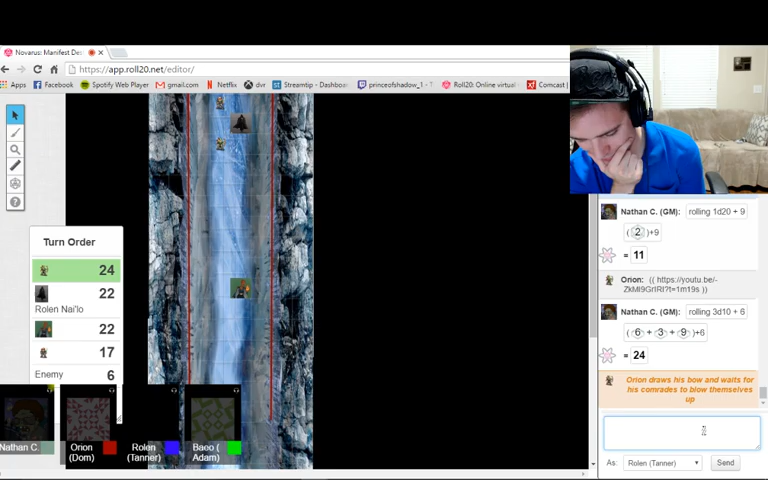 Novarus: Manifest De:
https://app.roll20.net/editor/
Apps Facebook Spotify Web Player gmail.com Netflix dvr Streamtip - Dashboa princeofshadow_1 - T Roll20: Online virtual Comcast
Turn Order
24
22
Rolen Nai'lo
22
17
Enemy 6
Nathan C.
Orion (Dom)
Rolen (Tanner)
Nathan C. (GM): rolling 1d20 + 9
( 2 )+9
= 11
Orion: (( https://youtu.be/-
))
Nathan C. (GM): rolling 3d10 + 6
( 6 + 3 + 9 )+6
= 24
Orion draws his bow and waits for
his comrades to blow themselves
up
As: Rolen (Tanner) Send